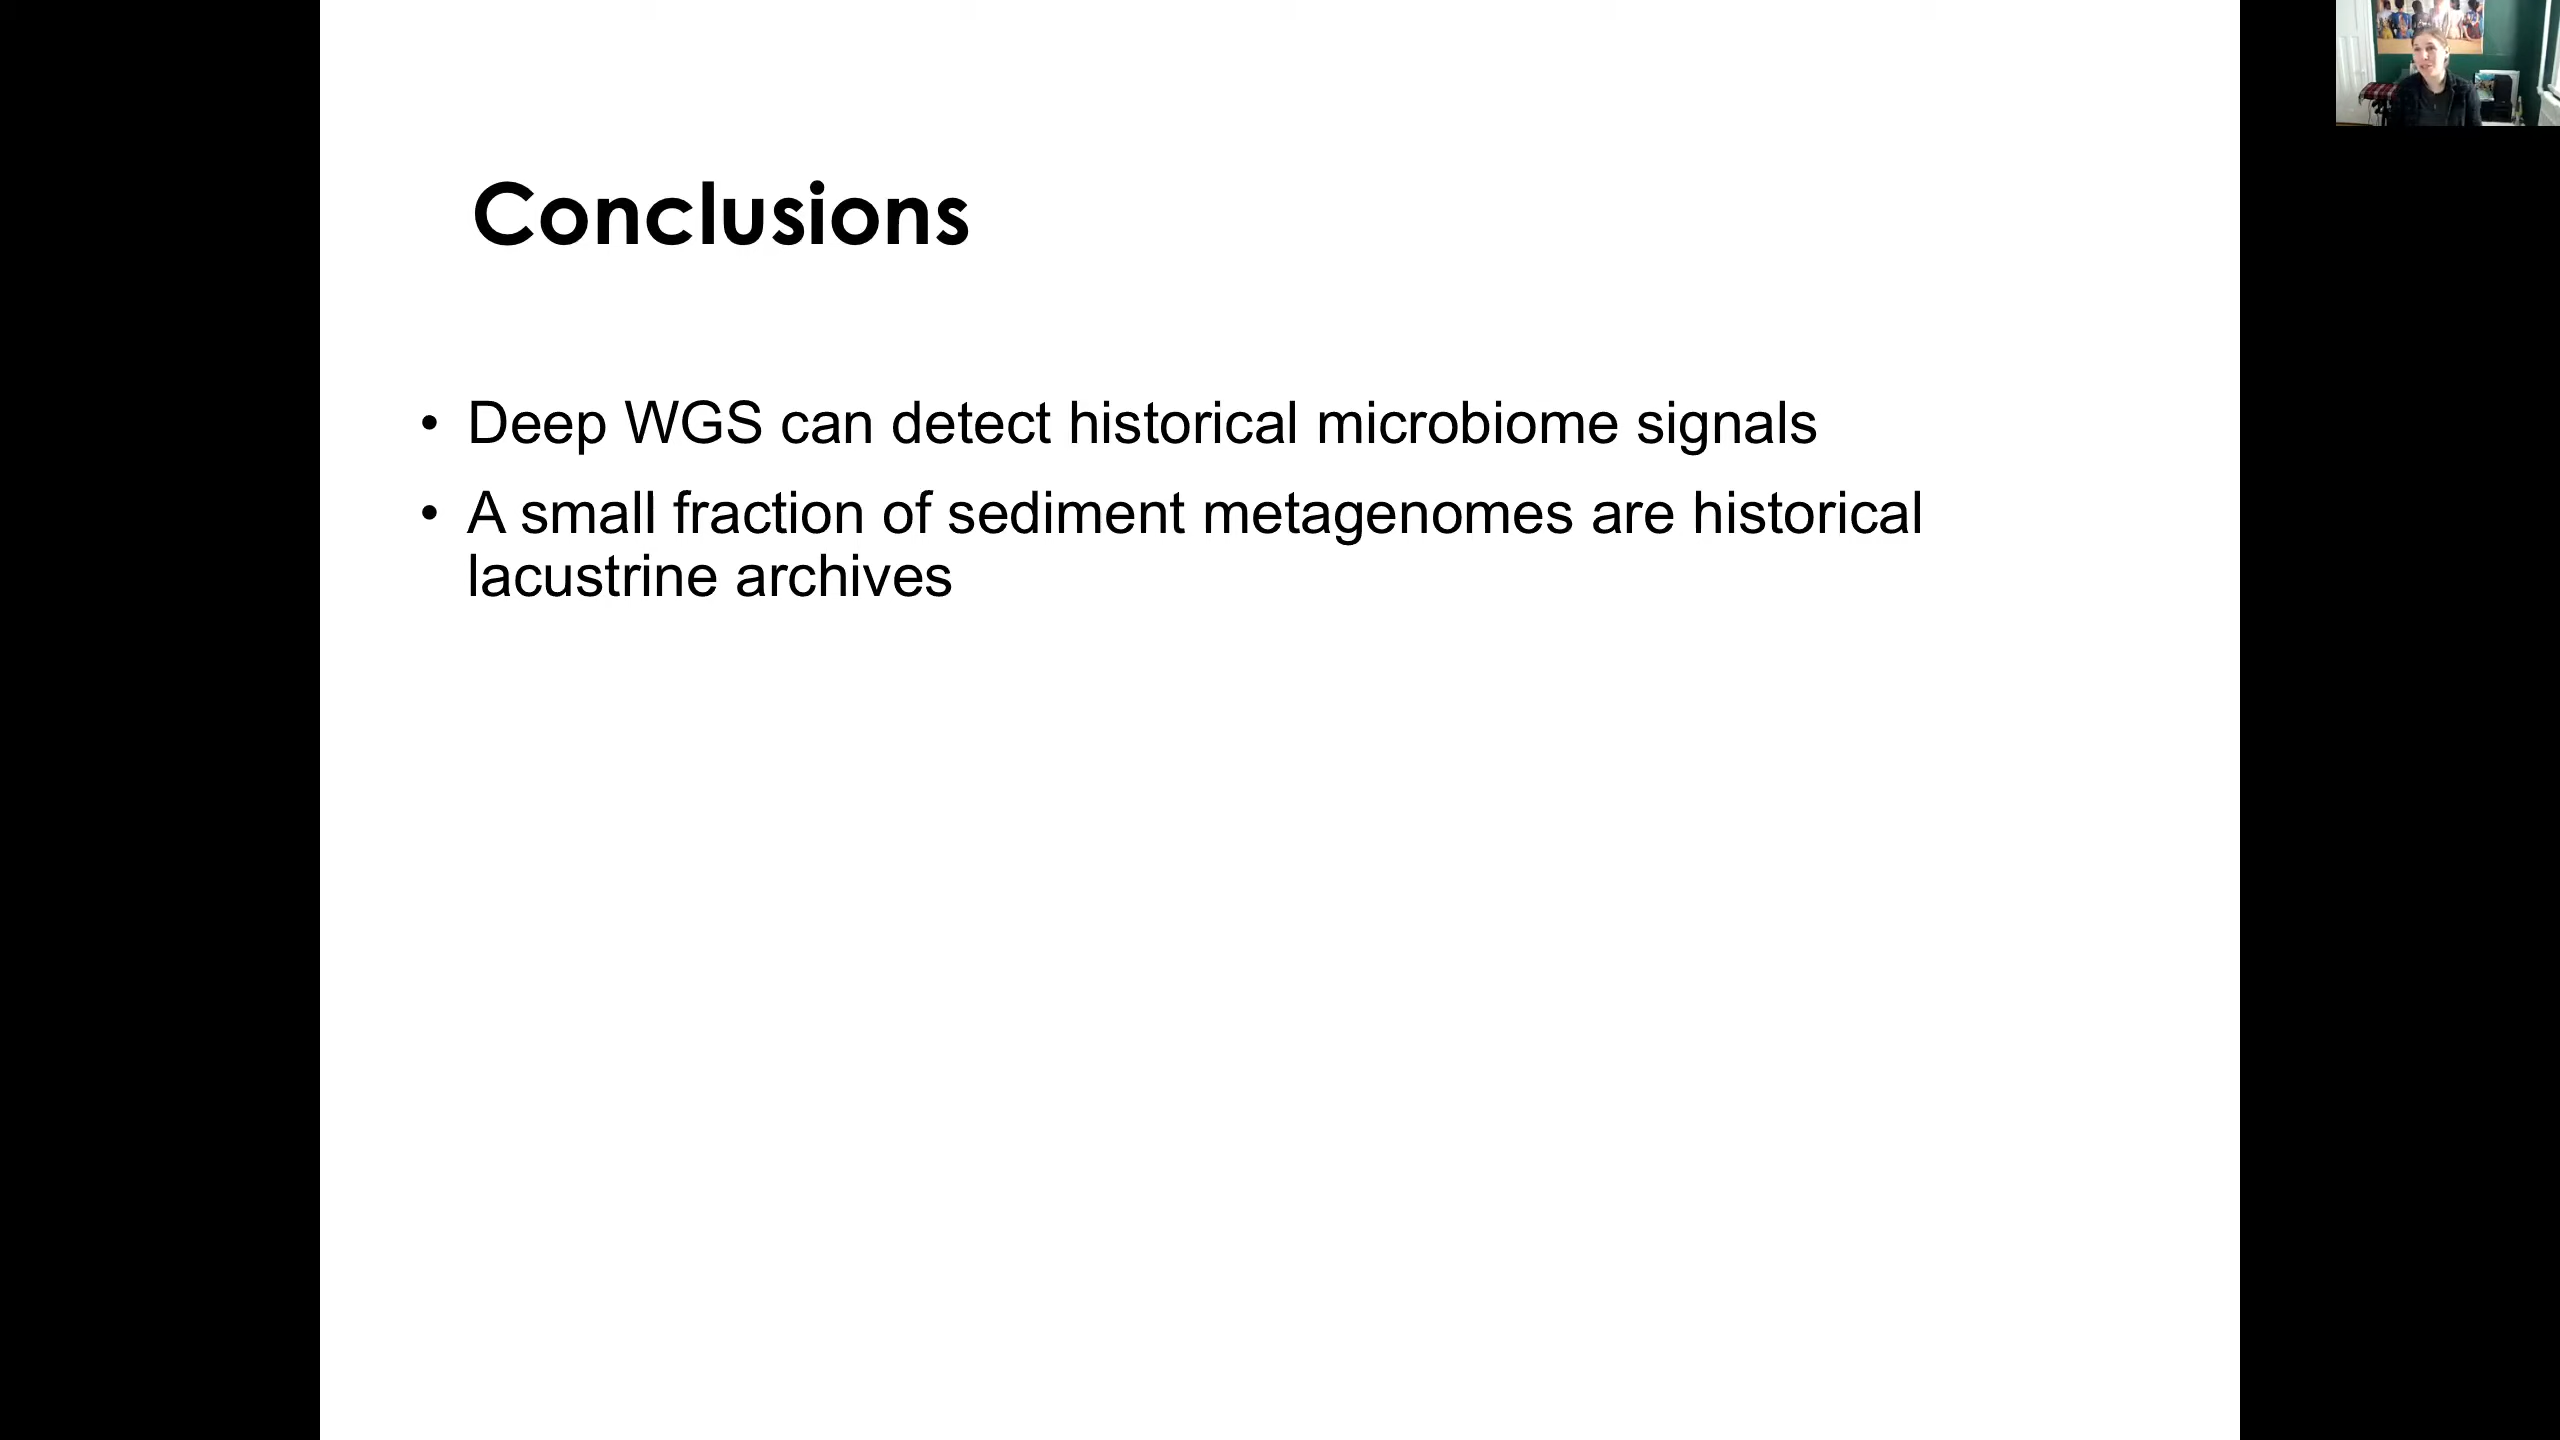 Conclusions
• Deep WGS can detect historical microbiome signals
• A small fraction of sediment metagenomes are historical
lacustrine archives